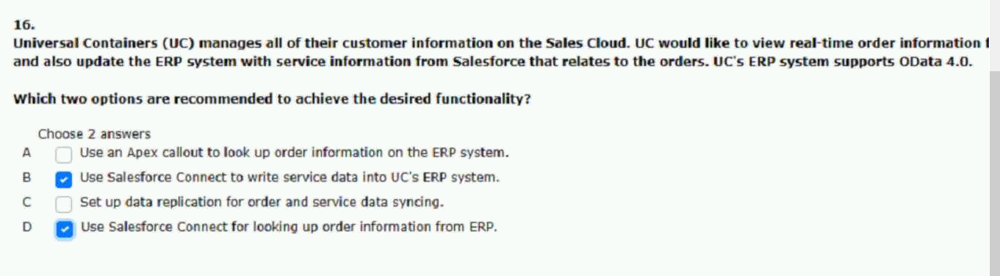 16.
Universal Containers (UC) manages all of their customer information on the Sales Cloud. UC would like to view real-time order information
and also update the ERP system with service information from Salesforce that relates to the orders. UC's ERP system supports OData 4.0.
Which two options are recommended to achieve the desired functionality?
Choose 2 answers
A Use an Apex callout to look up order information on the ERP system.
B Use Salesforce Connect to write service data into UC's ERP system.
C Set up data replication for order and service data syncing.
D Use Salesforce Connect for looking up order information from ERP.